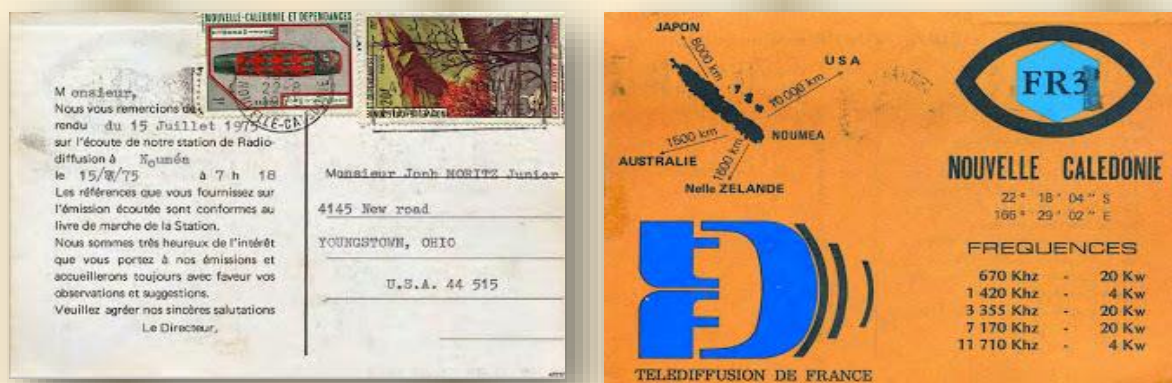 NOUVELLE-CALEDONIE ET DEPENDANCES
Monsieur,
Nous vous remercions de
rendu du 15 Juillet 1975
sur l'écoute de notre station de Radio-
diffusion à Nouméa
le 15/ /75 à 7 h 18
Les références que vous fournissez sur
l'émission écoutée sont conformes au
livre de marche de la Station.
Nous sommes très heureux de l'intérêt
que vous portez à nos émissions et
accueillerons toujours avec faveur vos
observations et suggestions.
Veuillez agréer nos sincères salutations
Le Directeur,
Monsieur Jonh MORITZ Junior
4145 New road
YOUNGSTOWN, OHIO
U.S.A. 44 515
JAPON
8000 km
USA
10 000 km
NOUMEA
1500 km
AUSTRALIE
1800 km
Nelle ZELANDE
TELEDIFFUSION DE FRANCE
FR3
NOUVELLE CALEDONIE
22° 18' 04" S
166° 29' 02" E
FREQUENCES
670 Khz - 20 Kw
1 420 Khz - 4 Kw
3 355 Khz - 20 Kw
7 170 Khz - 20 Kw
11 710 Khz - 4 Kw